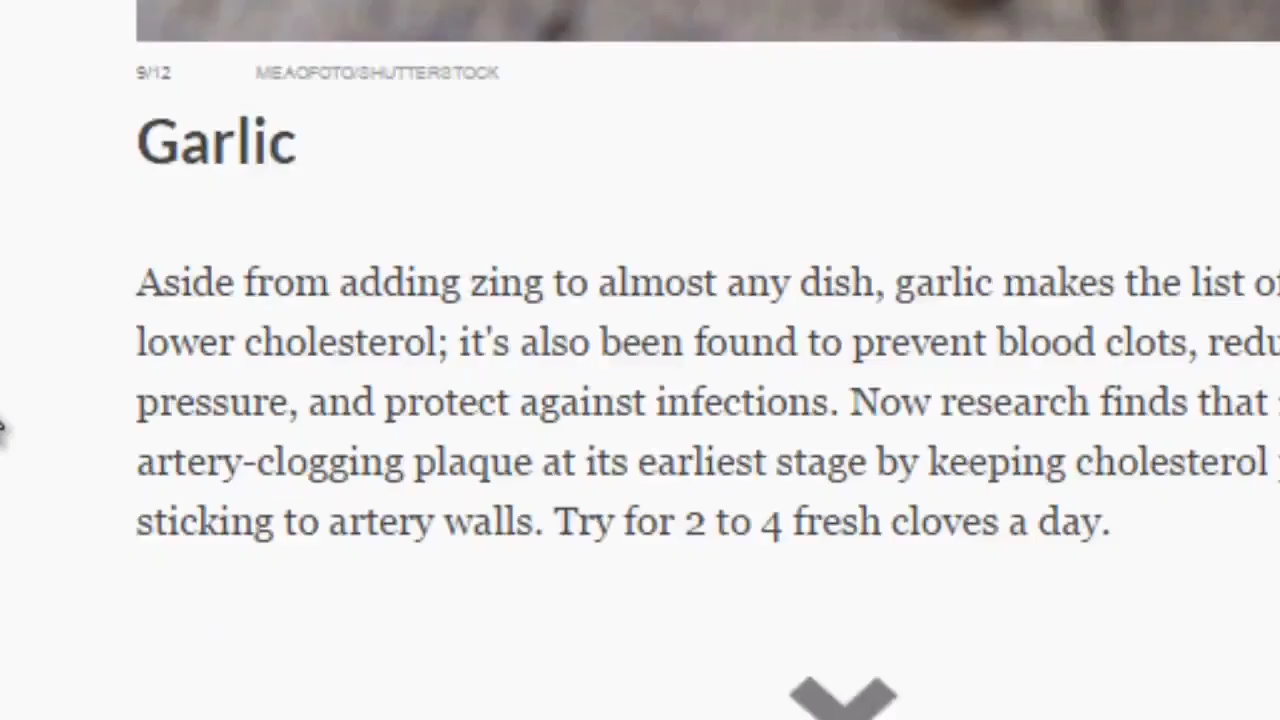 9/12 MEAOFOTO/SHUTTERSTOCK
Garlic
Aside from adding zing to almost any dish, garlic makes the list of
lower cholesterol; it's also been found to prevent blood clots,
pressure, and protect against infections. Now research finds that
artery-clogging plaque at its earliest stage by keeping cholesterol
sticking to artery walls. Try for 2 to 4 fresh cloves a day.